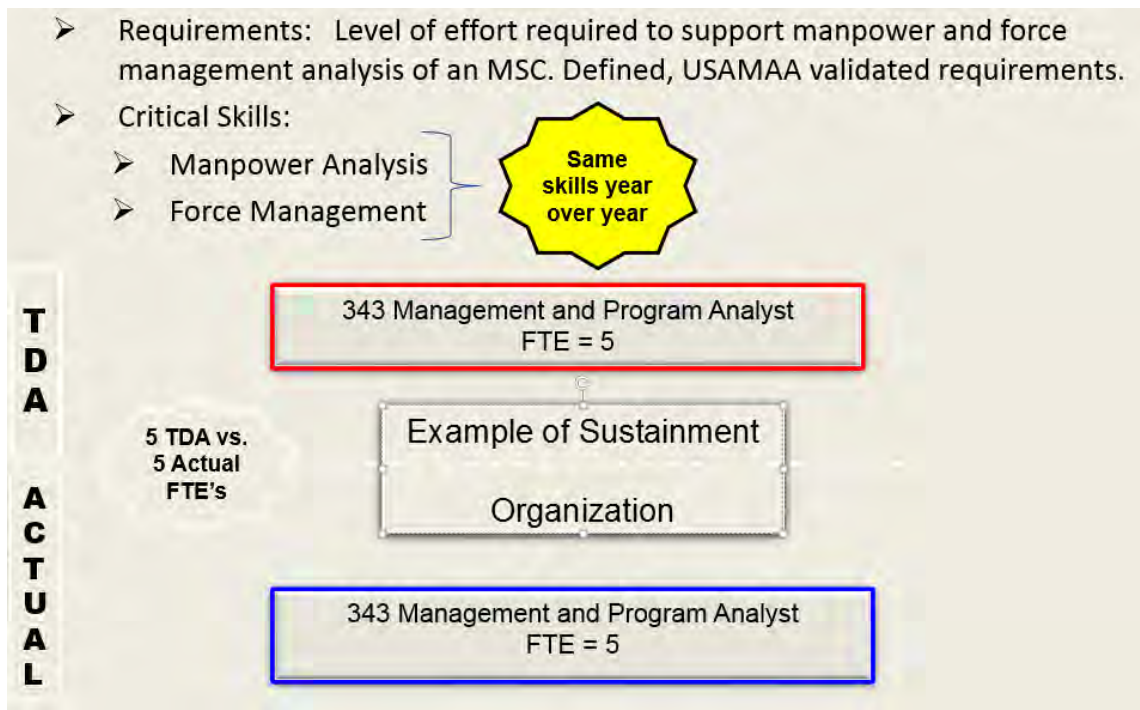 ➢ Requirements: Level of effort required to support manpower and force
management analysis of an MSC. Defined, USAMAA validated requirements.
➢ Critical Skills:
➢ Manpower Analysis
➢ Force Management
Same
skills year
over year
TDA
343 Management and Program Analyst
FTE = 5
5 TDA vs.
5 Actual
FTE's
Example of Sustainment
Organization
ACTUAL
343 Management and Program Analyst
FTE = 5